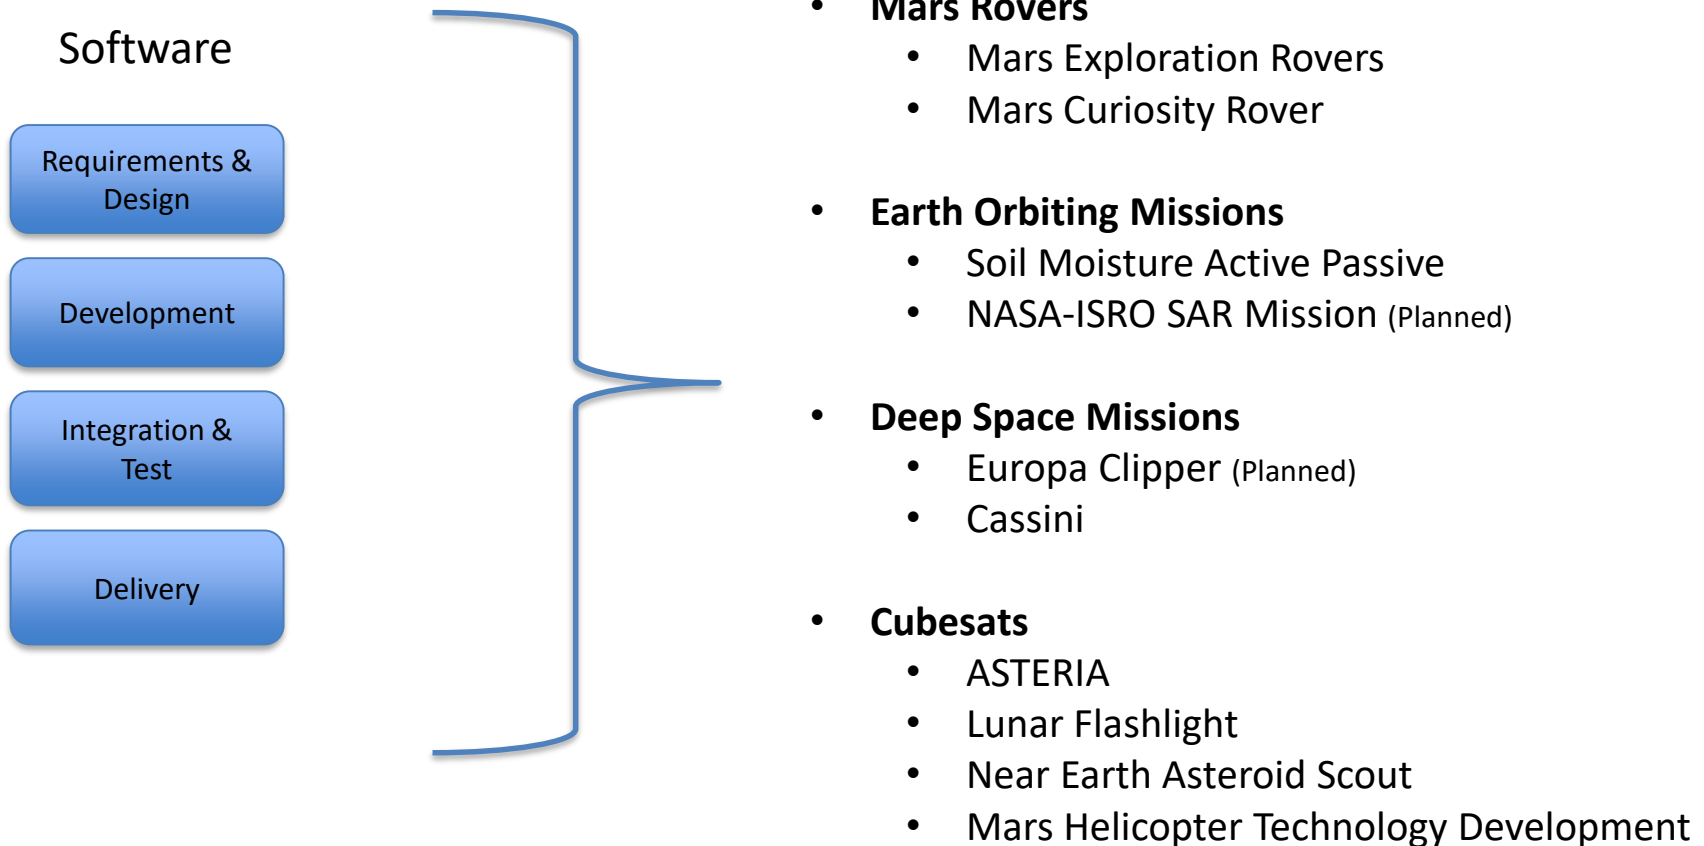 Software
Requirements &
Design
Development
Integration &
Test
Delivery
• Mars Rovers
• Mars Exploration Rovers
• Mars Curiosity Rover
• Earth Orbiting Missions
• Soil Moisture Active Passive
• NASA-ISRO SAR Mission (Planned)
• Deep Space Missions
• Europa Clipper (Planned)
• Cassini
• Cubesats
• ASTERIA
• Lunar Flashlight
• Near Earth Asteroid Scout
• Mars Helicopter Technology Development